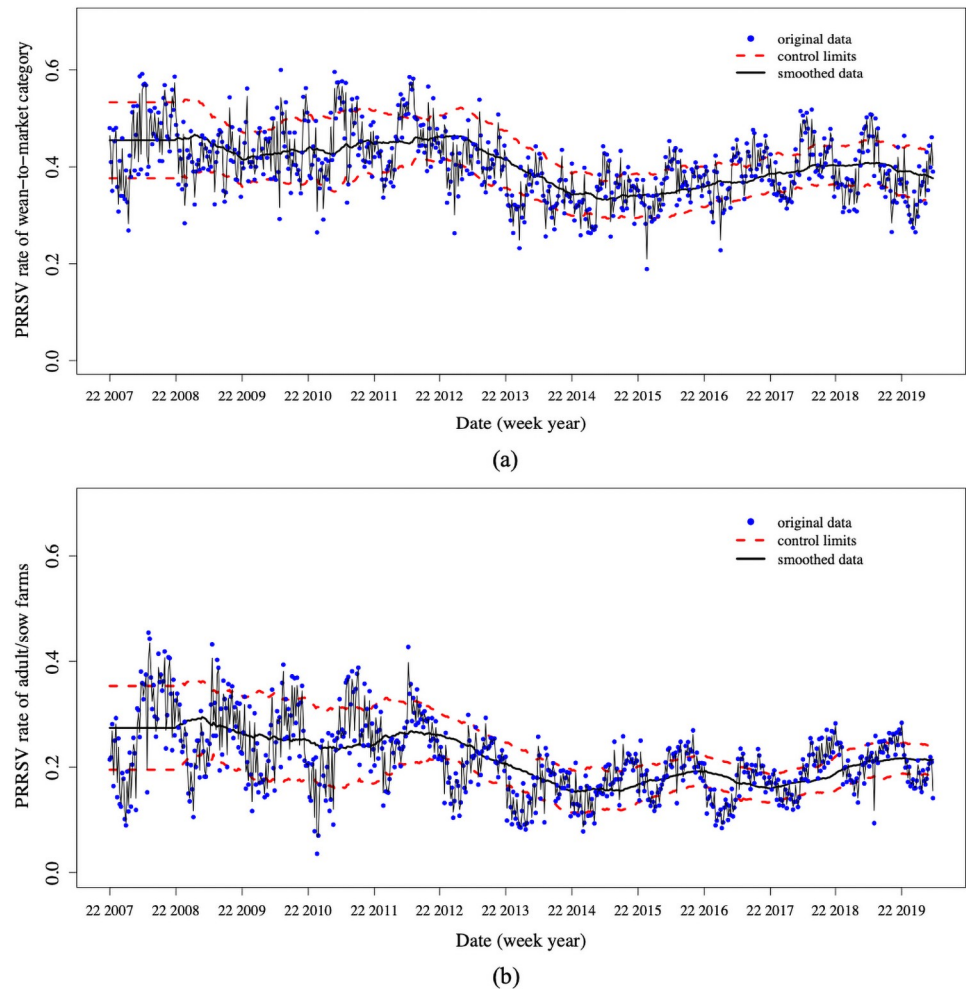 PRRSV rate of wean−to−market category
0.6
0.4
0.2
0.0
original data
control limits
smoothed data
22 2007 22 2008 22 2009 22 2010 22 2011 22 2012 22 2013 22 2014 22 2015 22 2016 22 2017 22 2018 22 2019
Date (week year)
(a)
PRRSV rate of adult/sow farms
0.6
0.4
0.2
0.0
original data
control limits
smoothed data
22 2007 22 2008 22 2009 22 2010 22 2011 22 2012 22 2013 22 2014 22 2015 22 2016 22 2017 22 2018 22 2019
Date (week year)
(b)